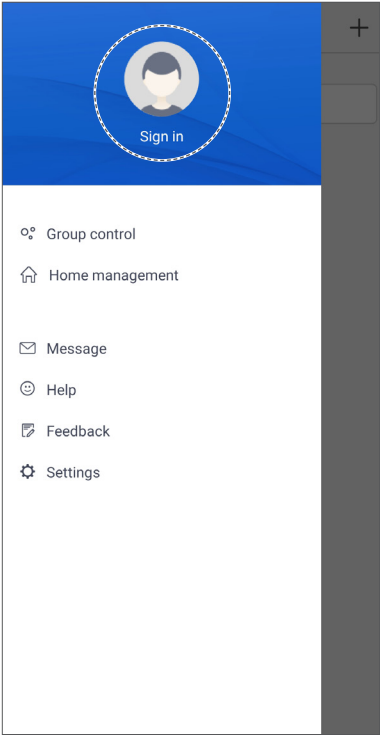 Sign in
Group control
Home management
Message
Help
Feedback
Settings